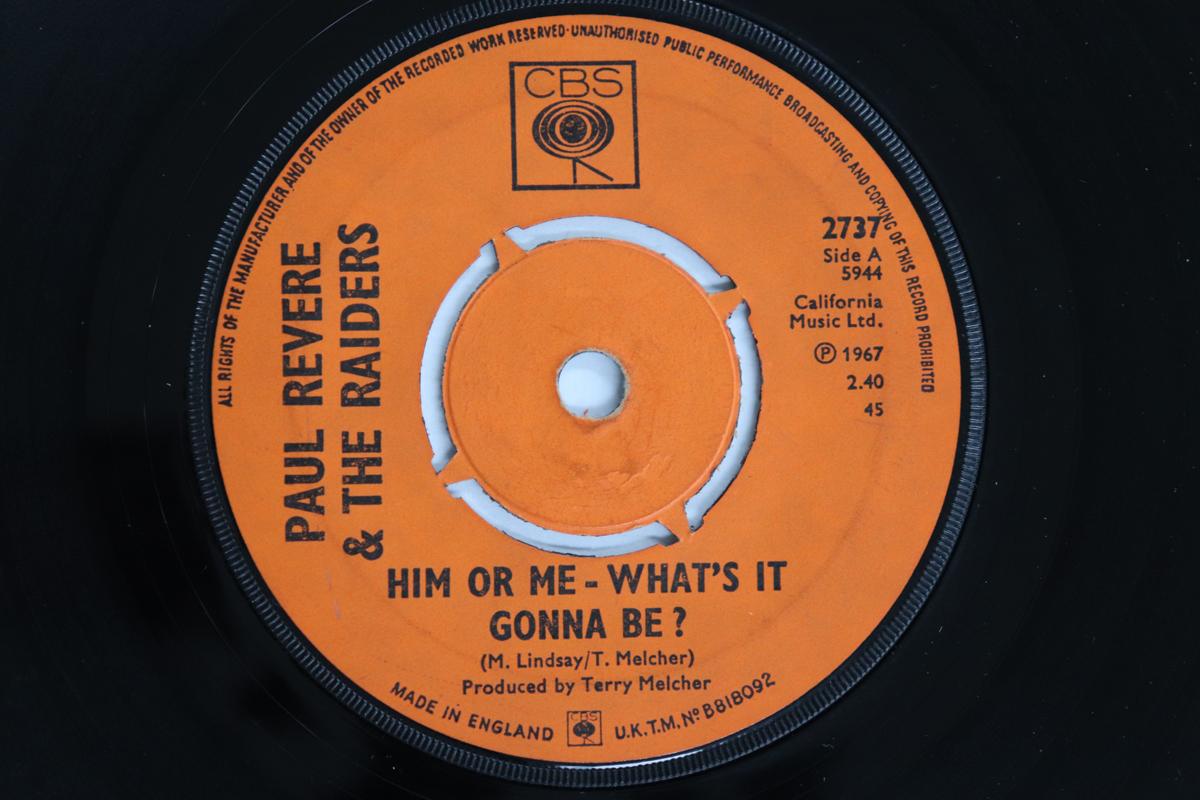 ALL RIGHTS OF THE MANUFACTURER AND OF THE OWNER OF THE RECORDED WORK RESERVED·UNAUTHORISED PUBLIC PERFORMANCE BROADCASTING AND COPYING OF THIS RECORD PROHIBITED
CBS
PAUL REVERE
& THE RAIDERS
2737
Side A
5944
California
Music Ltd.
Ⓟ 1967
2.40
45
HIM OR ME - WHAT'S IT
GONNA BE?
(M. Lindsay/T. Melcher)
Produced by Terry Melcher
MADE IN ENGLAND CBS U.K.T.M. Nº B818092